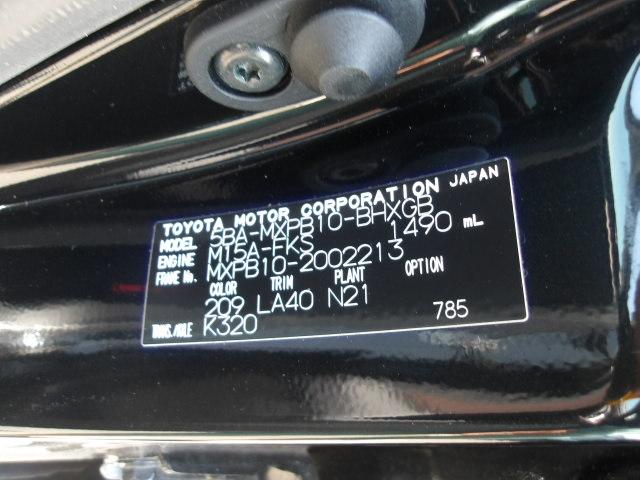 TOYOTA MOTOR CORPORATION JAPAN
MODEL 5BA-MXPB10-BHXGB
ENGINE M15A-FKS 1490 mL
FRAME No. MXPB10-2002213
COLOR TRIM PLANT OPTION
209 LA40 N21
TRANS./AXLE K320 785